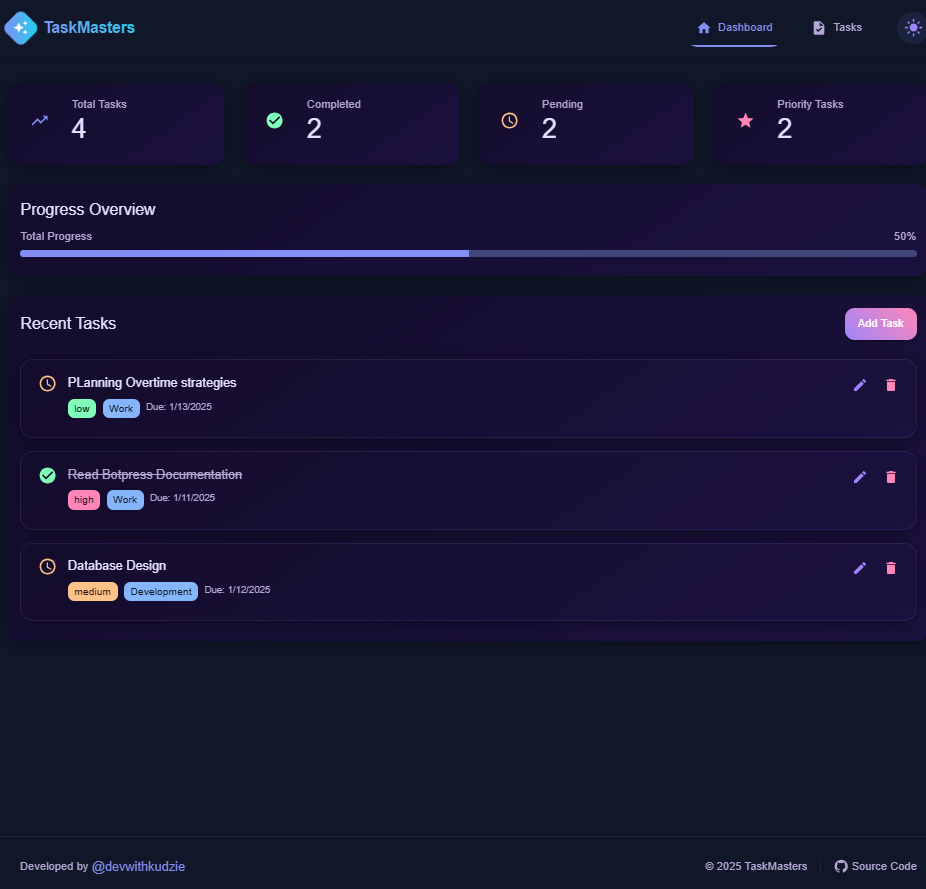 TaskMasters Dashboard Tasks
Total Tasks Completed Pending Priority Tasks
4 2 2 2
Progress Overview
Total Progress 50%
Recent Tasks Add Task
PLanning Overtime strategies
low Work Due: 1/13/2025
Read Botpress Documentation
high Work Due: 1/11/2025
Database Design
medium Development Due: 1/12/2025
Developed by @devwithkudzie © 2025 TaskMasters Source Code